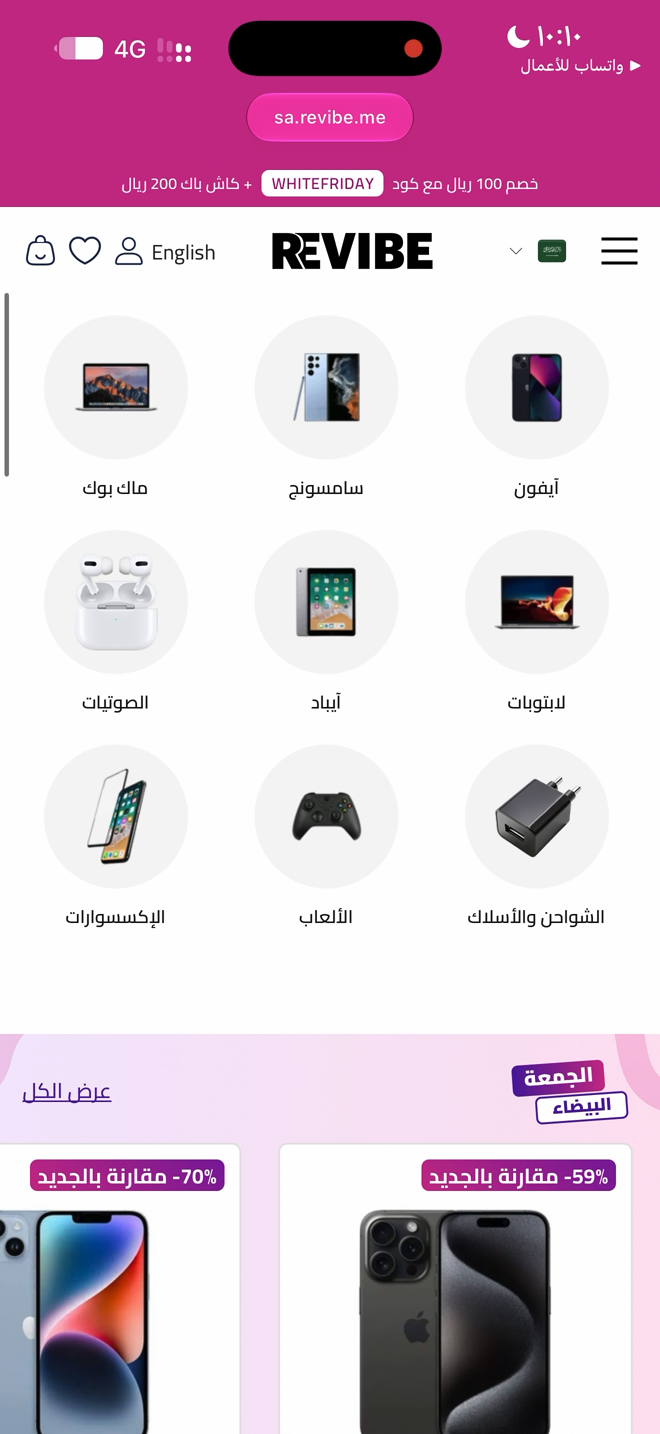 ١٠:١٠
4G
◀ واتساب للأعمال
sa.revibe.me
خصم 100 ريال مع كود WHITEFRIDAY + كاش باك 200 ريال
REVIBE
English
آيفون
سامسونج
ماك بوك
لابتوبات
آيباد
الصوتيات
الشواحن والأسلاك
الألعاب
الإكسسوارات
الجمعة
البيضاء
عرض الكل
-59% مقارنة بالجديد
-70% مقارنة بالجديد